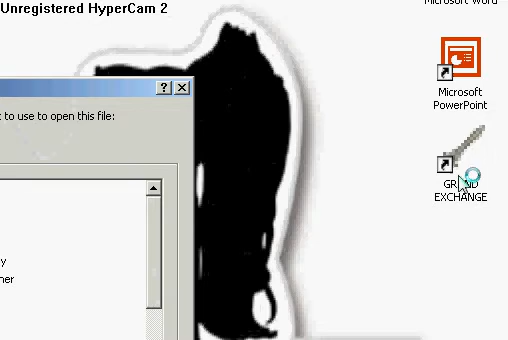 Unregistered HyperCam 2
Microsoft Word
Microsoft
PowerPoint
t to use to open this file:
GRAND
EXCHANGE
y
ner